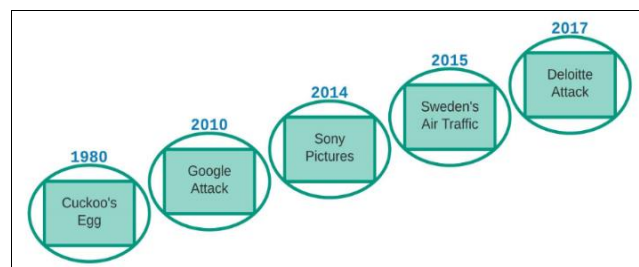 1980
Cuckoo's
Egg
2010
Google
Attack
2014
Sony
Pictures
2015
Sweden's
Air Traffic
2017
Deloitte
Attack